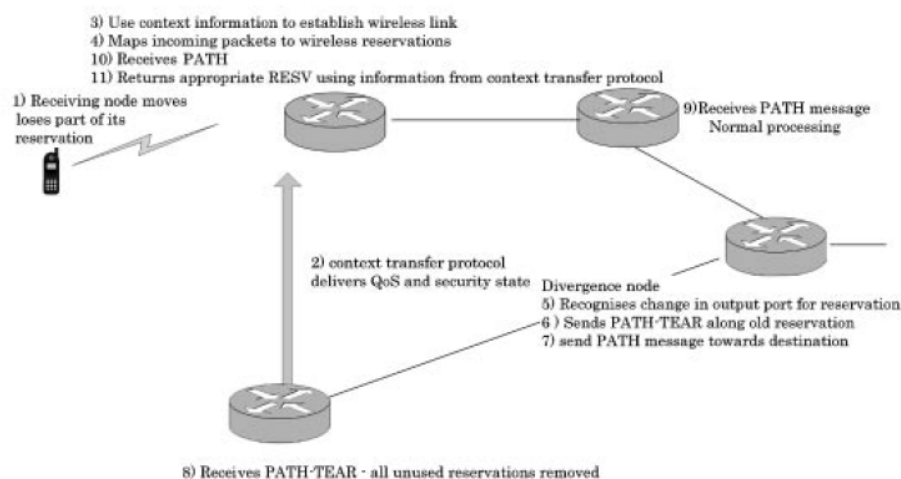 3) Use context information to establish wireless link
4) Maps incoming packets to wireless reservations
10) Receives PATH
11) Returns appropriate RESV using information from context transfer protocol
1) Receiving node moves
loses part of its
reservation
9)Receives PATH message
Normal processing
2) context transfer protocol
delivers QoS and security state
Divergence node
5) Recognises change in output port for reservation
6 ) Sends PATH-TEAR along old reservation
7) send PATH message towards destination
8) Receives PATH-TEAR - all unused reservations removed